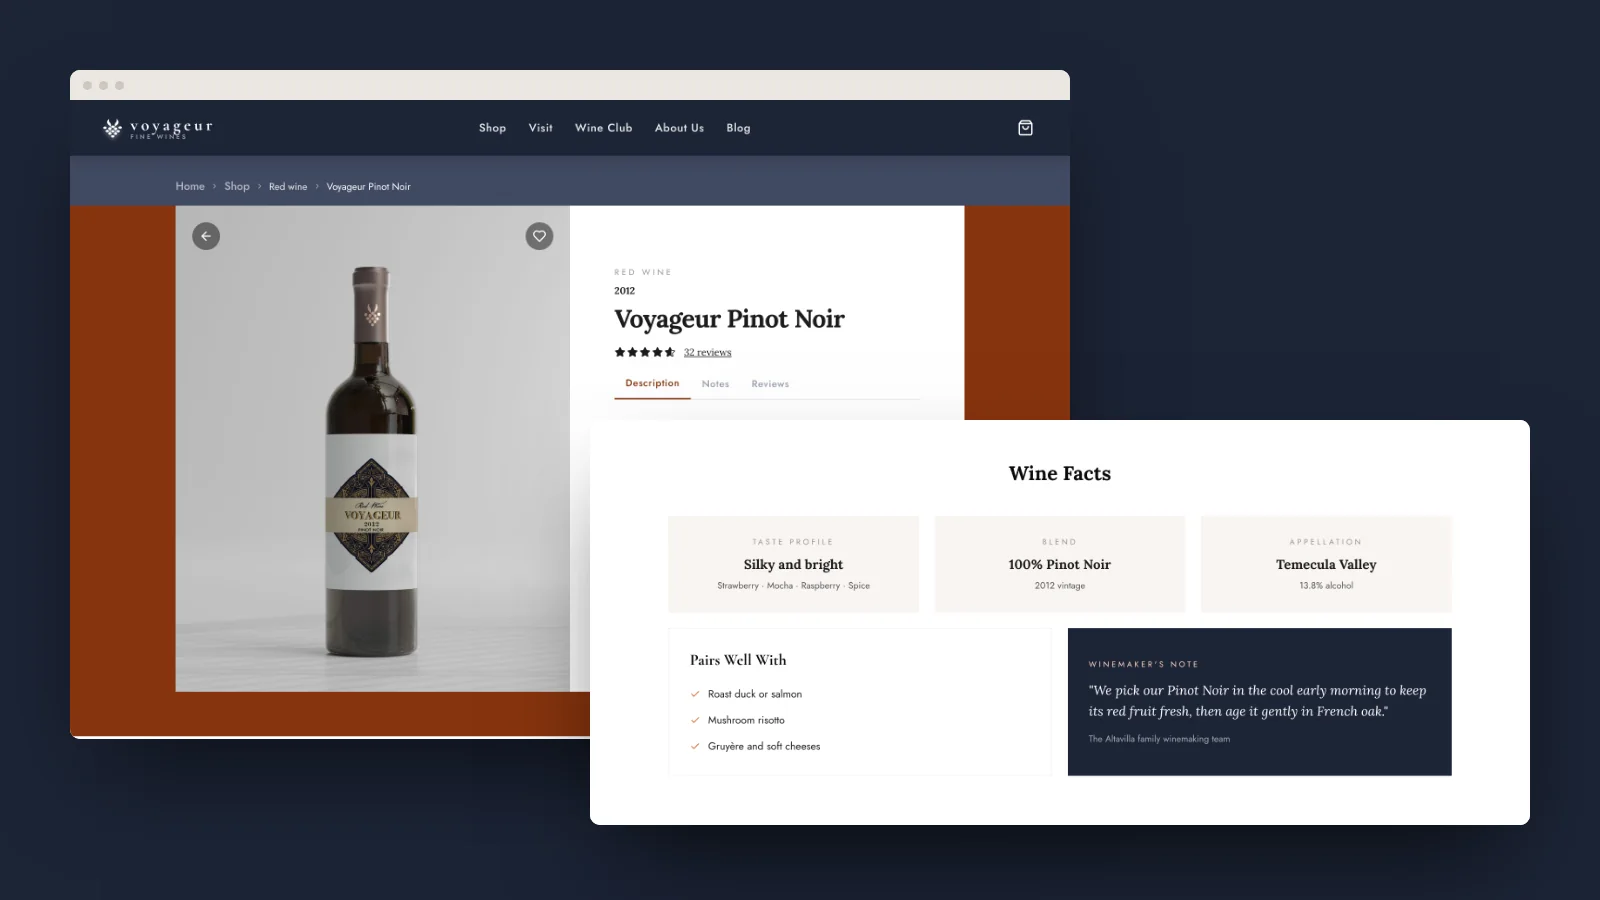 voyageur
FINE WINES
Shop Visit Wine Club About Us Blog
Home › Shop › Red wine › Voyageur Pinot Noir
RED WINE
2012
Voyageur Pinot Noir
32 reviews
Description Notes Reviews
Red Wine
VOYAGEUR
2012
PINOT NOIR
Wine Facts
TASTE PROFILE
Silky and bright
Strawberry · Mocha · Raspberry · Spice
BLEND
100% Pinot Noir
2012 vintage
APPELLATION
Temecula Valley
13.8% alcohol
Pairs Well With
Roast duck or salmon
Mushroom risotto
Gruyère and soft cheeses
WINEMAKER'S NOTE
"We pick our Pinot Noir in the cool early morning to keep
its red fruit fresh, then age it gently in French oak."
The Altavilla family winemaking team